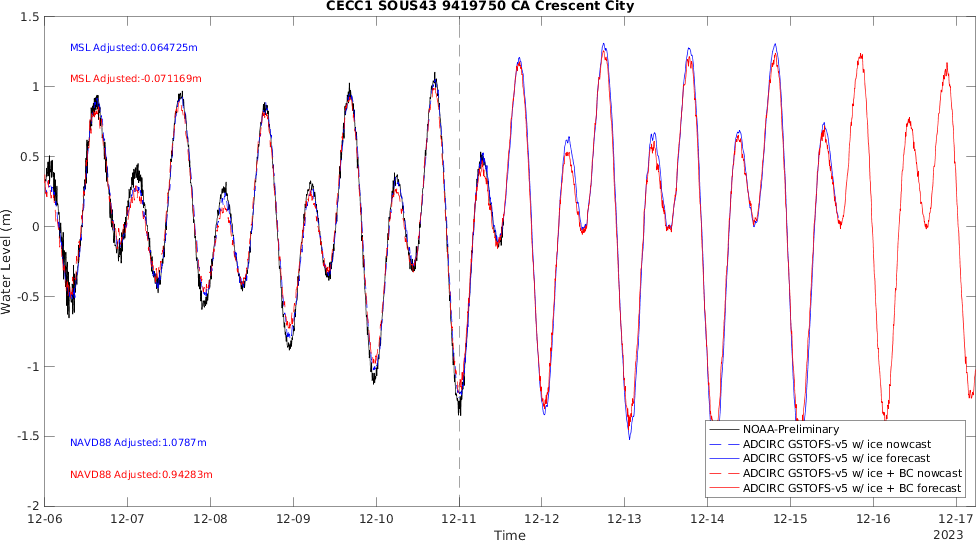 CECC1 SOUS43 9419750 CA Crescent City
1.5
1
0.5
0
-0.5
-1
-1.5
-2
Water Level (m)
MSL Adjusted:0.064725m
MSL Adjusted:-0.071169m
NAVD88 Adjusted:1.0787m
NAVD88 Adjusted:0.94283m
NOAA-Preliminary
ADCIRC GSTOFS-v5 w/ ice nowcast
ADCIRC GSTOFS-v5 w/ ice forecast
ADCIRC GSTOFS-v5 w/ ice + BC nowcast
ADCIRC GSTOFS-v5 w/ ice + BC forecast
12-06 12-07 12-08 12-09 12-10 12-11 12-12 12-13 12-14 12-15 12-16 12-17
Time
2023